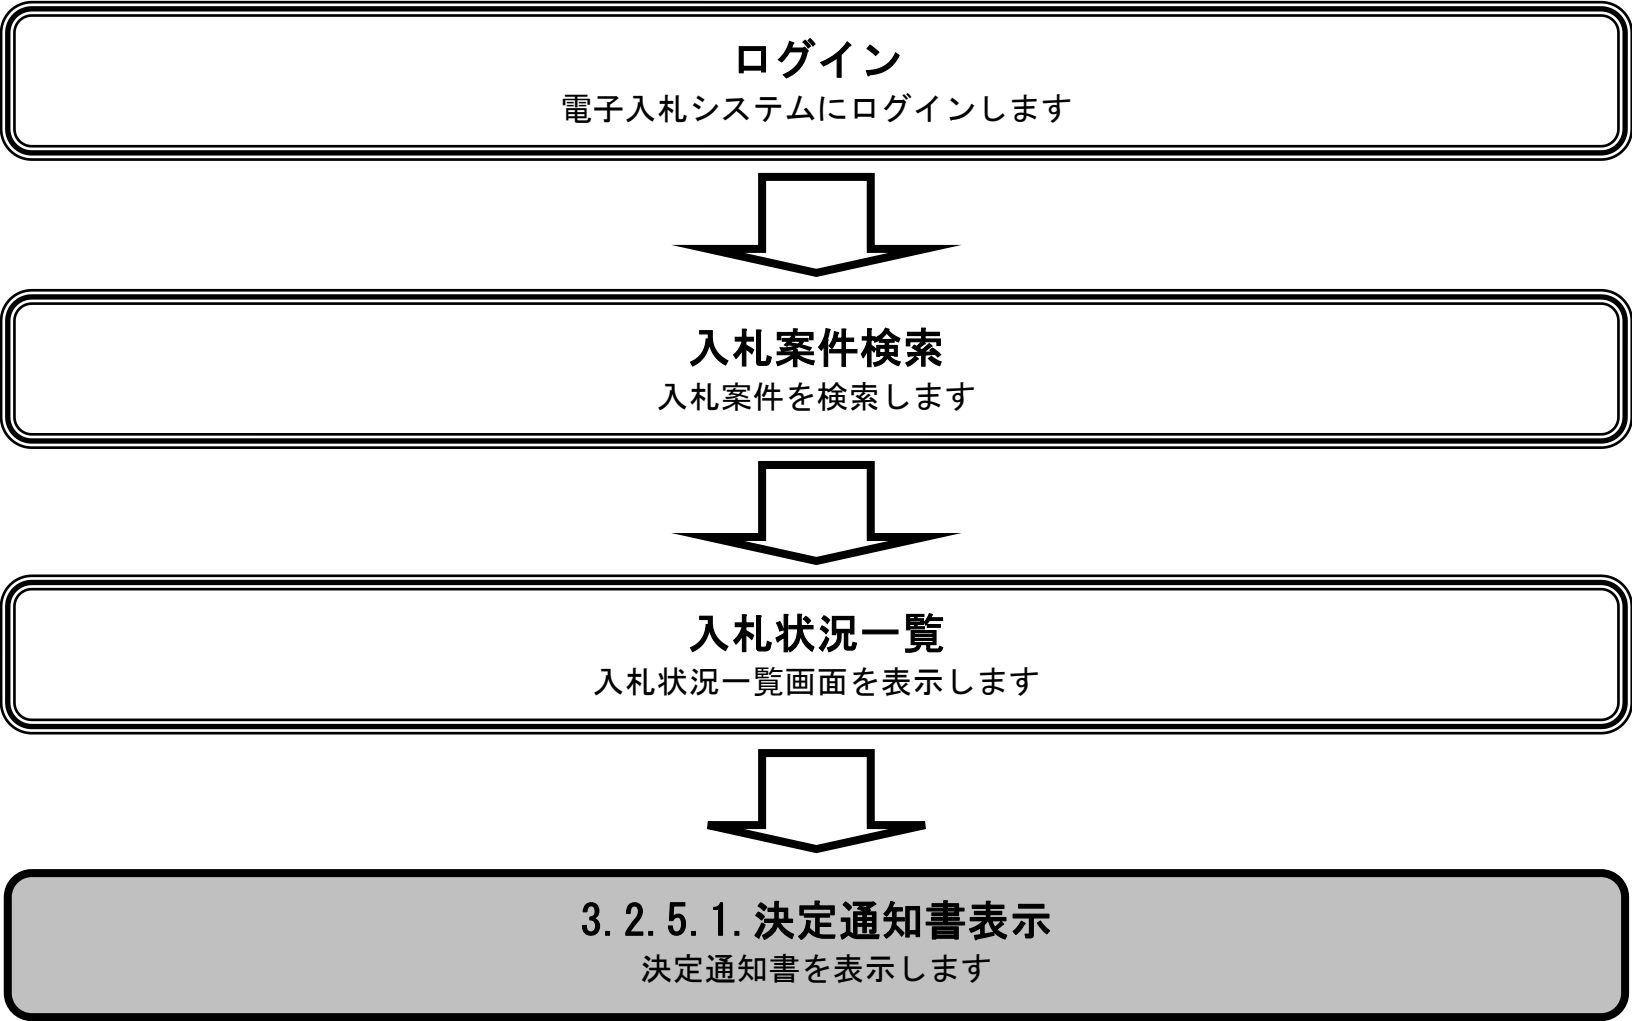 ログイン
電子入札システムにログインします
入札案件検索
入札案件を検索します
入札状況一覧
入札状況一覧画面を表示します
3.2.5.1.決定通知書表示
決定通知書を表示します